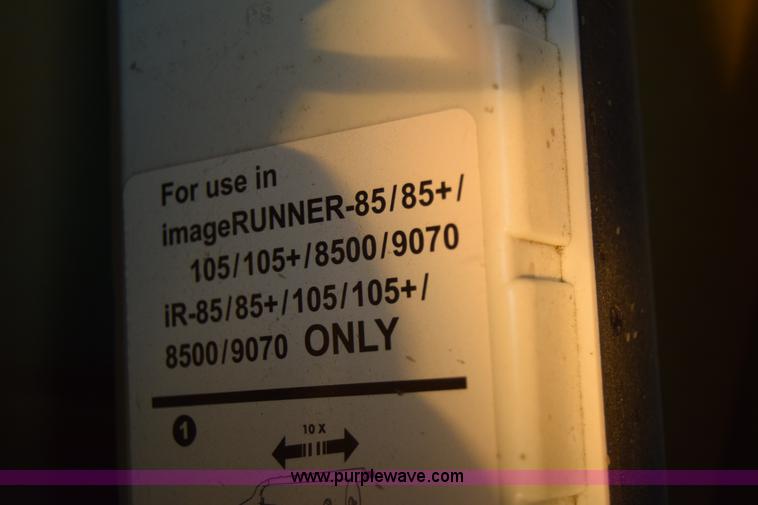 For use in
imageRUNNER-85/85+/
105/105+/8500/9070
iR-85/85+/105/105+/
8500/9070 ONLY
1
10 X
www.purplewave.com